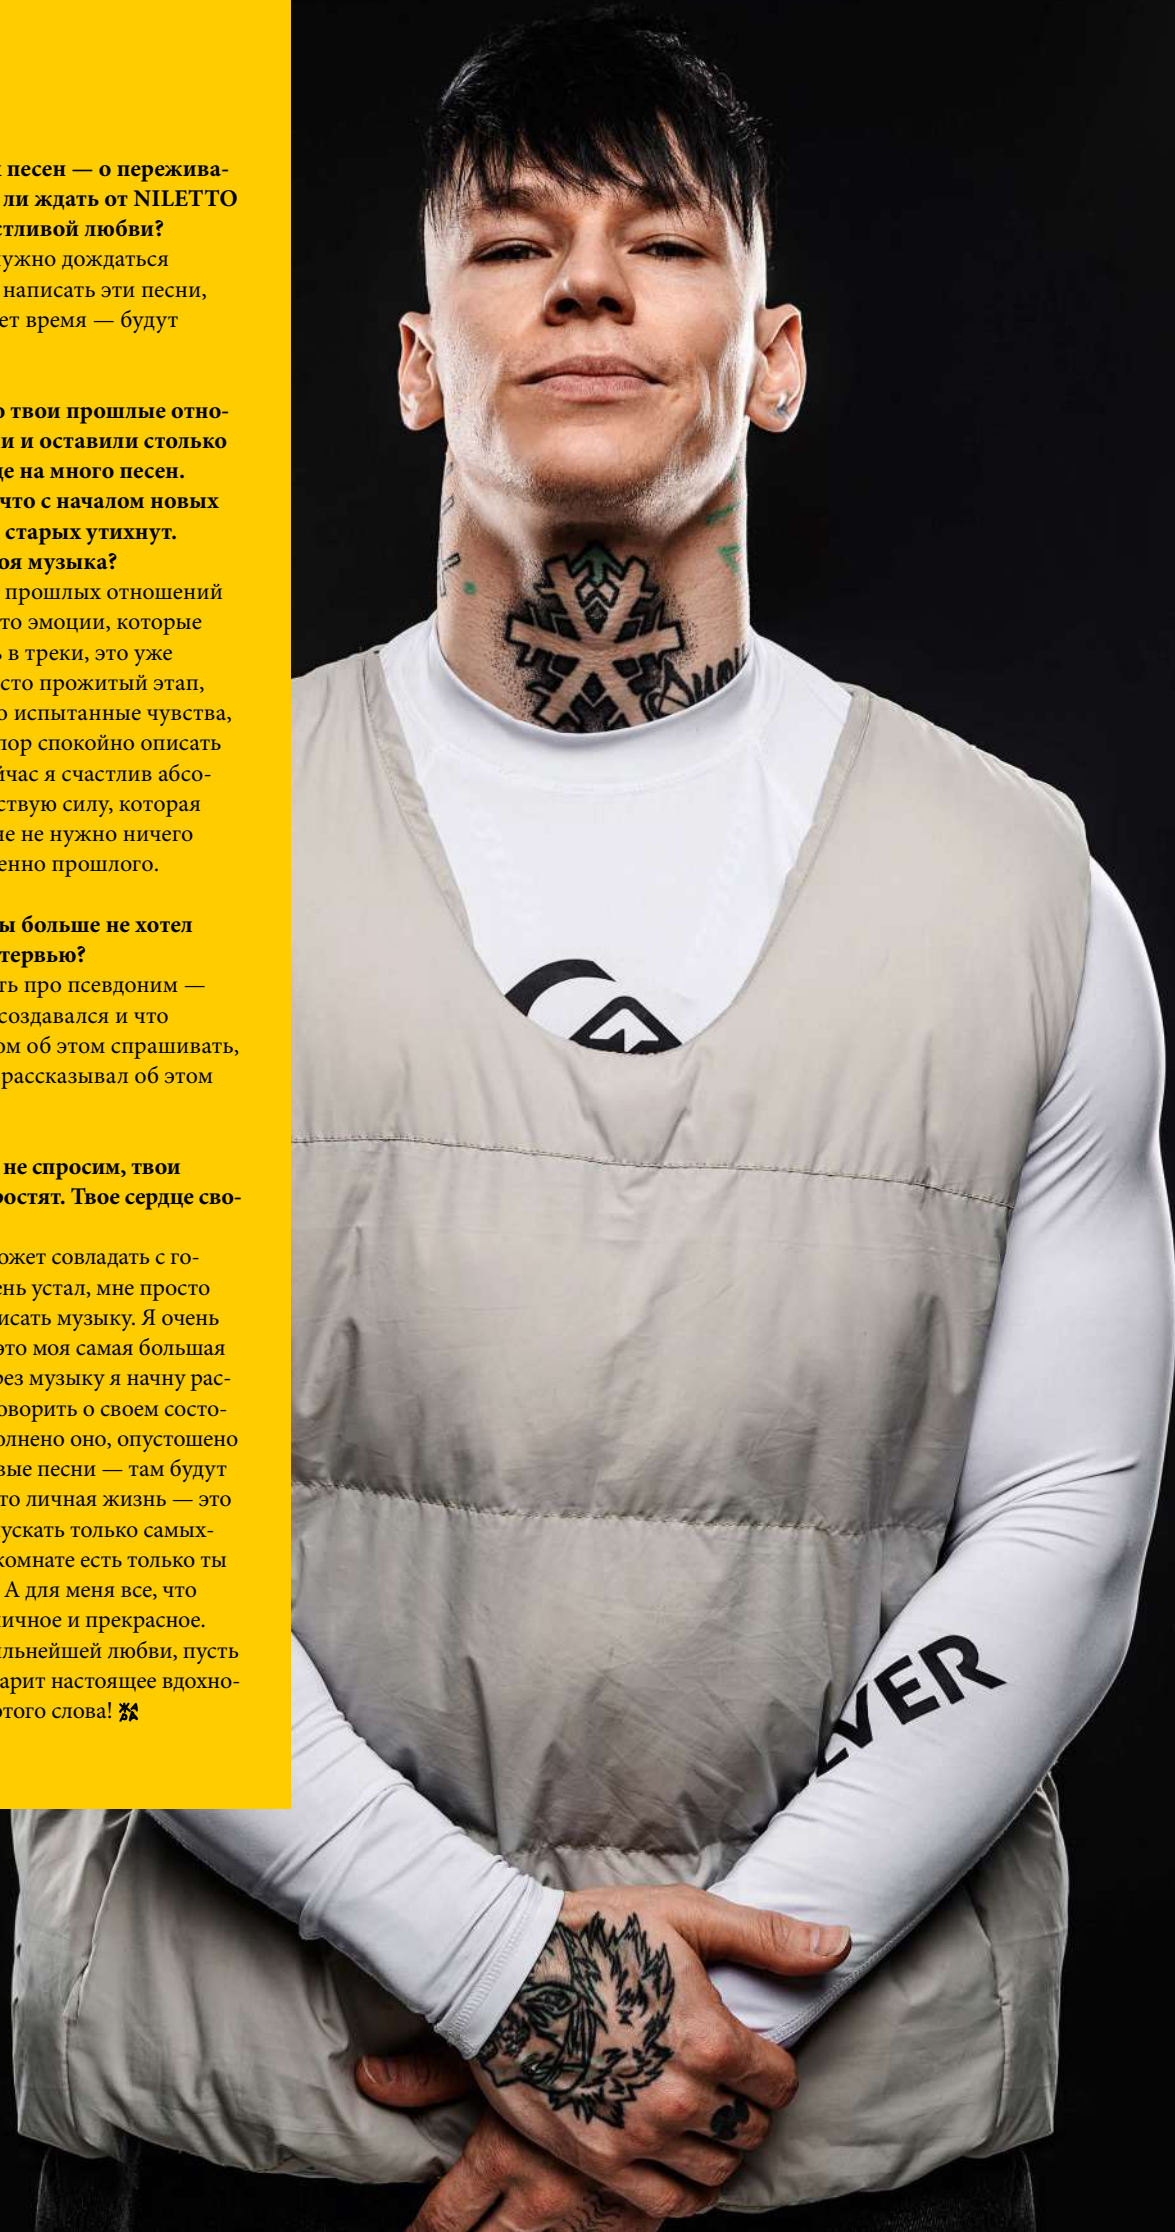 песен — о пережива-
ли ждать от NILETTO
стливой любви?
ужно дождаться
написать эти песни,
ет время — будут
о твои прошлые отно-
и и оставили столько
це на много песен.
что с началом новых
старых утихнут.
оя музыка?
прошлых отношений
то эмоции, которые
в треки, это уже
сто прожитый этап,
о испытанные чувства,
пор спокойно описать
йчас я счастлив абсо-
ствую силу, которая
не не нужно ничего
енно прошлого.
ы больше не хотел
тервью?
ть про псевдоним —
создавался и что
ом об этом спрашивать,
рассказывал об этом
не спросим, твои
ростят. Твое сердце сво-
ожет совладать с го-
ень устал, мне просто
исать музыку. Я очень
это моя самая большая
рез музыку я начну рас-
оворить о своем состо-
олнено оно, опустошено
вые песни — там будут
то личная жизнь — это
ускать только самых-
комнате есть только ты
А для меня все, что
ичное и прекрасное.
ильнейшей любви, пусть
арит настоящее вдохно-
этого слова!
LVER